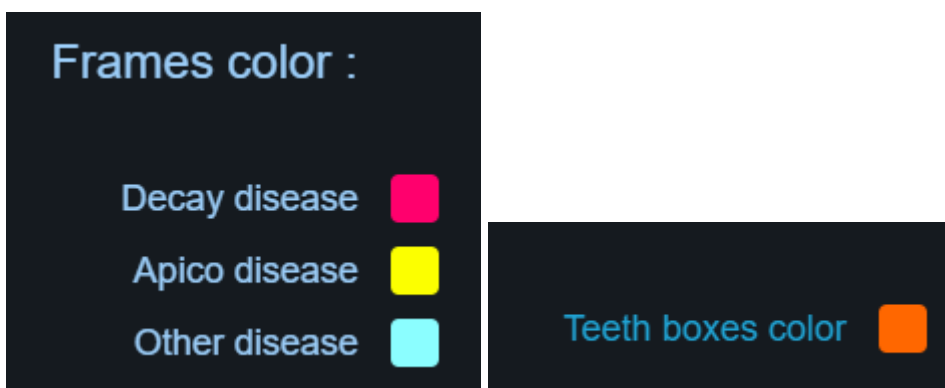 Frames color :
Decay disease
Apico disease
Other disease
Teeth boxes color